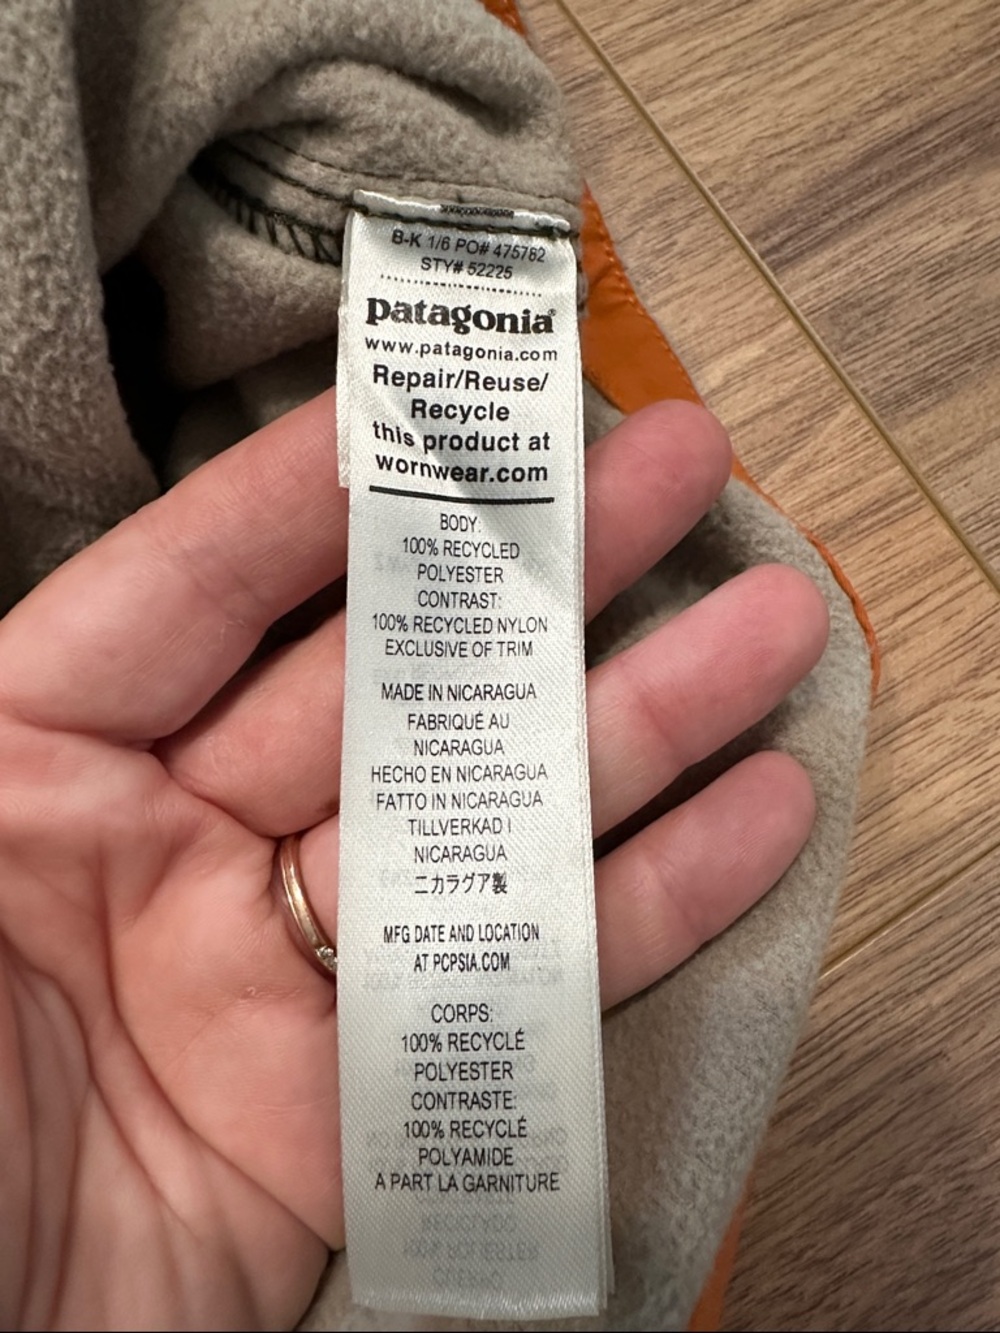 B-K 1/6 PO# 475782
STY# 52225
patagonia®
www.patagonia.com
Repair/Reuse/
Recycle
this product at
wornwear.com
BODY:
100% RECYCLED
POLYESTER
CONTRAST:
100% RECYCLED NYLON
EXCLUSIVE OF TRIM
MADE IN NICARAGUA
FABRIQUÉ AU
NICARAGUA
HECHO EN NICARAGUA
FATTO IN NICARAGUA
TILLVERKAD I
NICARAGUA
ニカラグア製
MFG DATE AND LOCATION
AT PCPSIA.COM
CORPS:
100% RECYCLÉ
POLYESTER
CONTRASTE:
100% RECYCLÉ
POLYAMIDE
A PART LA GARNITURE